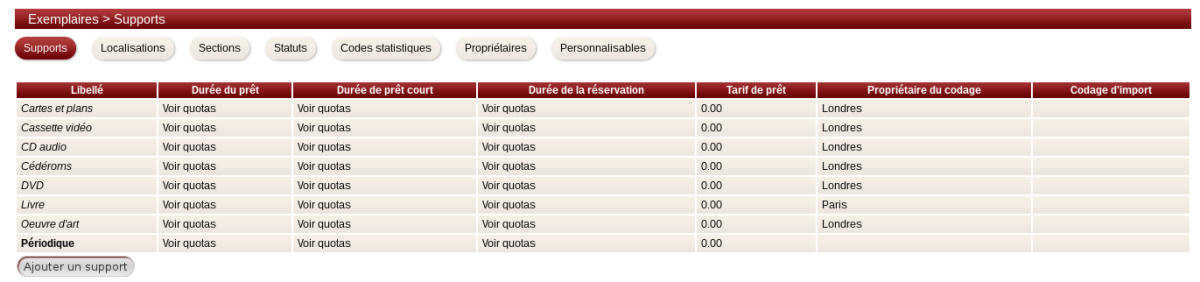 Exemplaires > Supports
Supports Localisations Sections Statuts Codes statistiques Propriétaires Personnalisables
Libellé Durée du prêt Durée de prêt court Durée de la réservation Tarif de prêt Propriétaire du codage Codage d'import
Cartes et plans Voir quotas Voir quotas Voir quotas 0.00 Londres
Cassette vidéo Voir quotas Voir quotas Voir quotas 0.00 Londres
CD audio Voir quotas Voir quotas Voir quotas 0.00 Londres
Cédéroms Voir quotas Voir quotas Voir quotas 0.00 Londres
DVD Voir quotas Voir quotas Voir quotas 0.00 Londres
Livre Voir quotas Voir quotas Voir quotas 0.00 Paris
Oeuvre d'art Voir quotas Voir quotas Voir quotas 0.00 Londres
Périodique Voir quotas Voir quotas Voir quotas 0.00
Ajouter un support